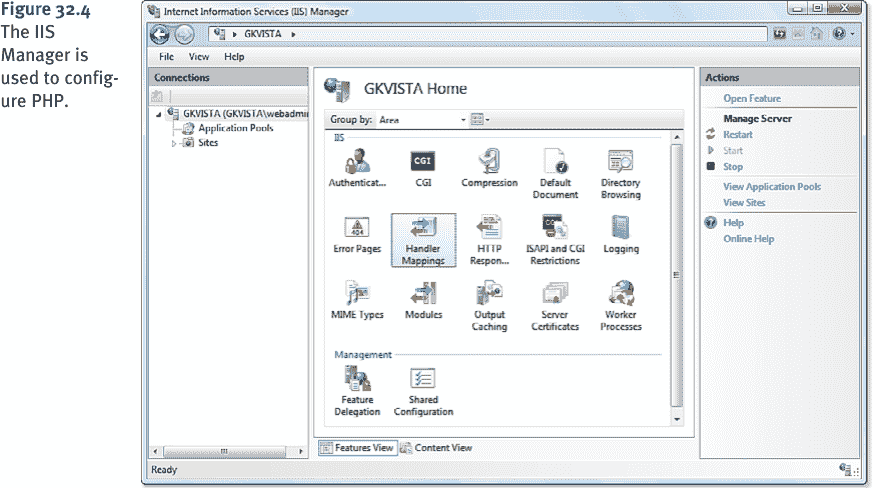 Figure 32.4
The IIS
Manager is
used to config-
ure PHP.
Internet Information Services (IIS) Manager
GKVISTA
File View Help
Connections
GKVISTA (GKVISTA\webadmin
Application Pools
Sites
GKVISTA Home
Group by: Area
IIS
Authenticat... CGI Compression Default Document Directory Browsing
Error Pages Handler Mappings HTTP Respon... ISAPI and CGI Restrictions Logging
MIME Types Modules Output Caching Server Certificates Worker Processes
Management
Feature Delegation Shared Configuration
Features View Content View
Actions
Open Feature
Manage Server
Restart
Start
Stop
View Application Pools
View Sites
Help
Online Help
Ready